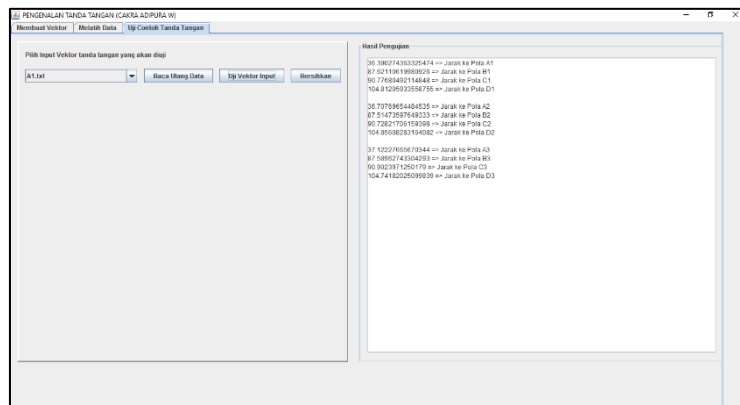 PENGENALAN TANDA TANGAN (CAKRA ADIPURA W)
Membuat Vektor Melatih Data Uji Contoh Tanda Tangan
Pilih Input Vektor tanda tangan yang akan diuji
A1.txt Baca Ulang Data Uji Vektor Input Bersihkan
Hasil Pengujian
36.390274363325474 => Jarak ke Pola A1
87.62119619980926 => Jarak ke Pola B1
90.77680492114848 => Jarak ke Pola C1
104.81205033558755 => Jarak ke Pola D1
36.70769654484535 => Jarak ke Pola A2
87.51473597649333 => Jarak ke Pola B2
90.72821706159398 => Jarak ke Pola C2
104.85608283164082 => Jarak ke Pola D2
37.12227665670344 => Jarak ke Pola A3
87.58962743304293 => Jarak ke Pola B3
90.9023971250179 => Jarak ke Pola C3
104.74182025099839 => Jarak ke Pola D3